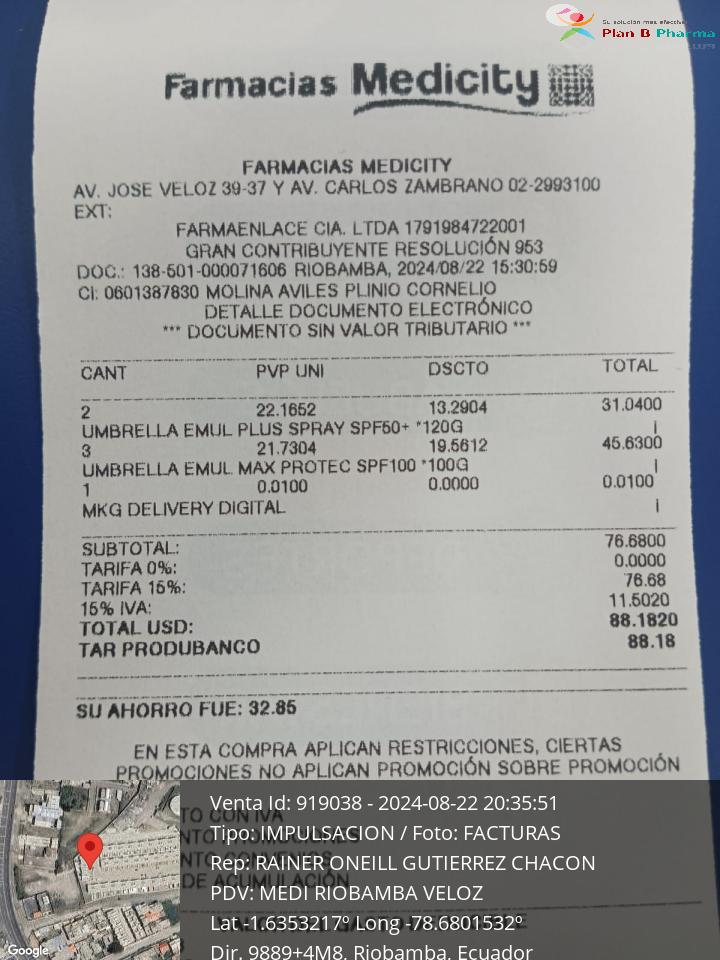 Su solución más efectiva
Plan B Pharma
Farmacias Medicity
FARMACIAS MEDICITY
AV. JOSE VELOZ 39-37 Y AV. CARLOS ZAMBRANO 02-2993100
EXT:
FARMAENLACE CIA. LTDA 1791984722001
GRAN CONTRIBUYENTE RESOLUCIÓN 953
DOC.: 138-501-000071606 RIOBAMBA, 2024/08/22 15:30:59
CI: 0601387830 MOLINA AVILES PLINIO CORNELIO
DETALLE DOCUMENTO ELECTRÓNICO
*** DOCUMENTO SIN VALOR TRIBUTARIO ***
CANT PVP UNI DSCTO TOTAL
2 22.1652 13.2904 31.0400
UMBRELLA EMUL PLUS SPRAY SPF50+ *120G i
3 21.7304 19.5612 45.6300
UMBRELLA EMUL MAX PROTEC SPF100 *100G i
1 0.0100 0.0000 0.0100
MKG DELIVERY DIGITAL i
SUBTOTAL: 76.6800
TARIFA 0%: 0.0000
TARIFA 15%: 76.68
15% IVA: 11.5020
TOTAL USD: 88.1820
TAR PRODUBANCO 88.18
SU AHORRO FUE: 32.85
EN ESTA COMPRA APLICAN RESTRICCIONES, CIERTAS
PROMOCIONES NO APLICAN PROMOCIÓN SOBRE PROMOCIÓN
TO CON IVA
DE ACUMULACIÓN
Venta Id: 919038 - 2024-08-22 20:35:51
Tipo: IMPULSACION / Foto: FACTURAS
Rep: RAINER ONEILL GUTIERREZ CHACON
PDV: MEDI RIOBAMBA VELOZ
Lat -1.6353217º Long -78.6801532º
Dir. 9889+4M8, Riobamba, Ecuador
Google